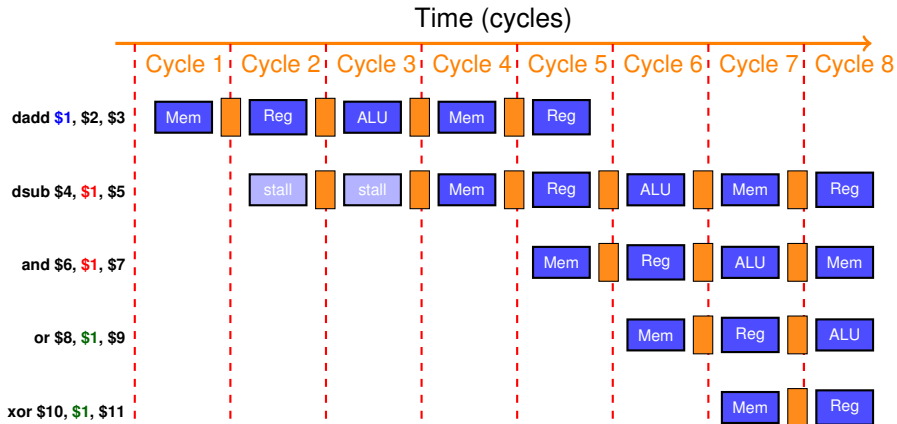 Time (cycles)
Cycle 1 Cycle 2 Cycle 3 Cycle 4 Cycle 5 Cycle 6 Cycle 7 Cycle 8
dadd $1, $2, $3 Mem Reg ALU Mem Reg
dsub $4, $1, $5 stall stall Mem Reg ALU Mem Reg
and $6, $1, $7 Mem Reg ALU Mem
or $8, $1, $9 Mem Reg ALU
xor $10, $1, $11 Mem Reg